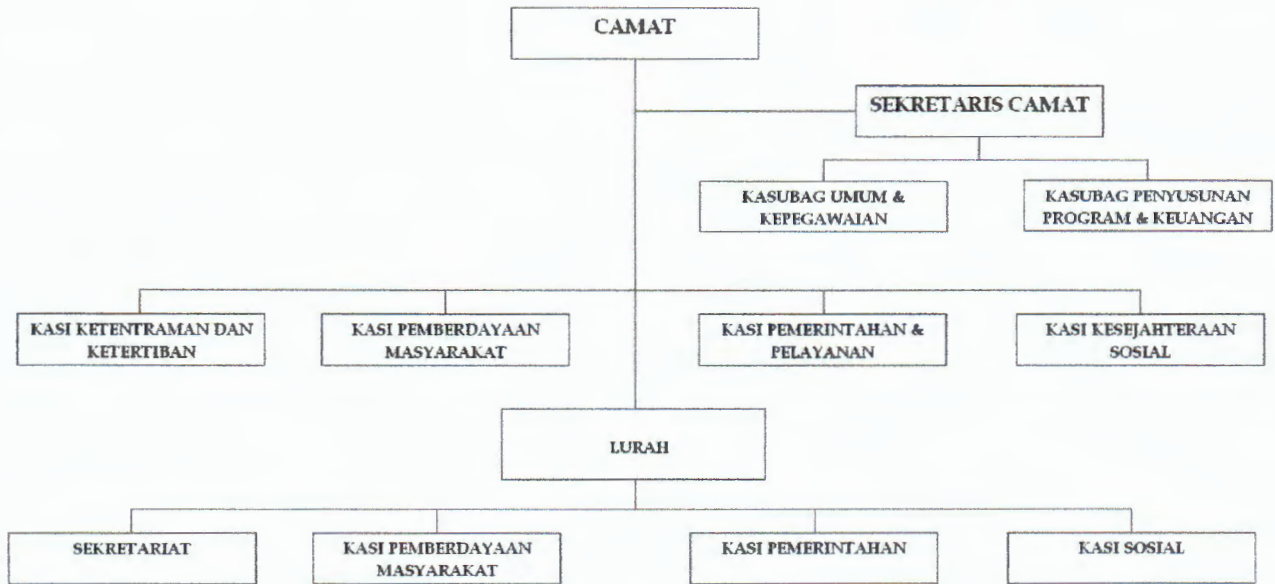 CAMAT
SEKRETARIS CAMAT
KASUBAG UMUM &
KEPEGAWAIAN
KASUBAG PENYUSUNAN
PROGRAM & KEUANGAN
KASI KETENTRAMAN DAN
KETERTIBAN
KASI PEMBERDAYAAN
MASYARAKAT
KASI PEMERINTAHAN &
PELAYANAN
KASI KESEJAHTERAAN
SOSIAL
LURAH
SEKRETARIAT
KASI PEMBERDAYAAN
MASYARAKAT
KASI PEMERINTAHAN
KASI SOSIAL